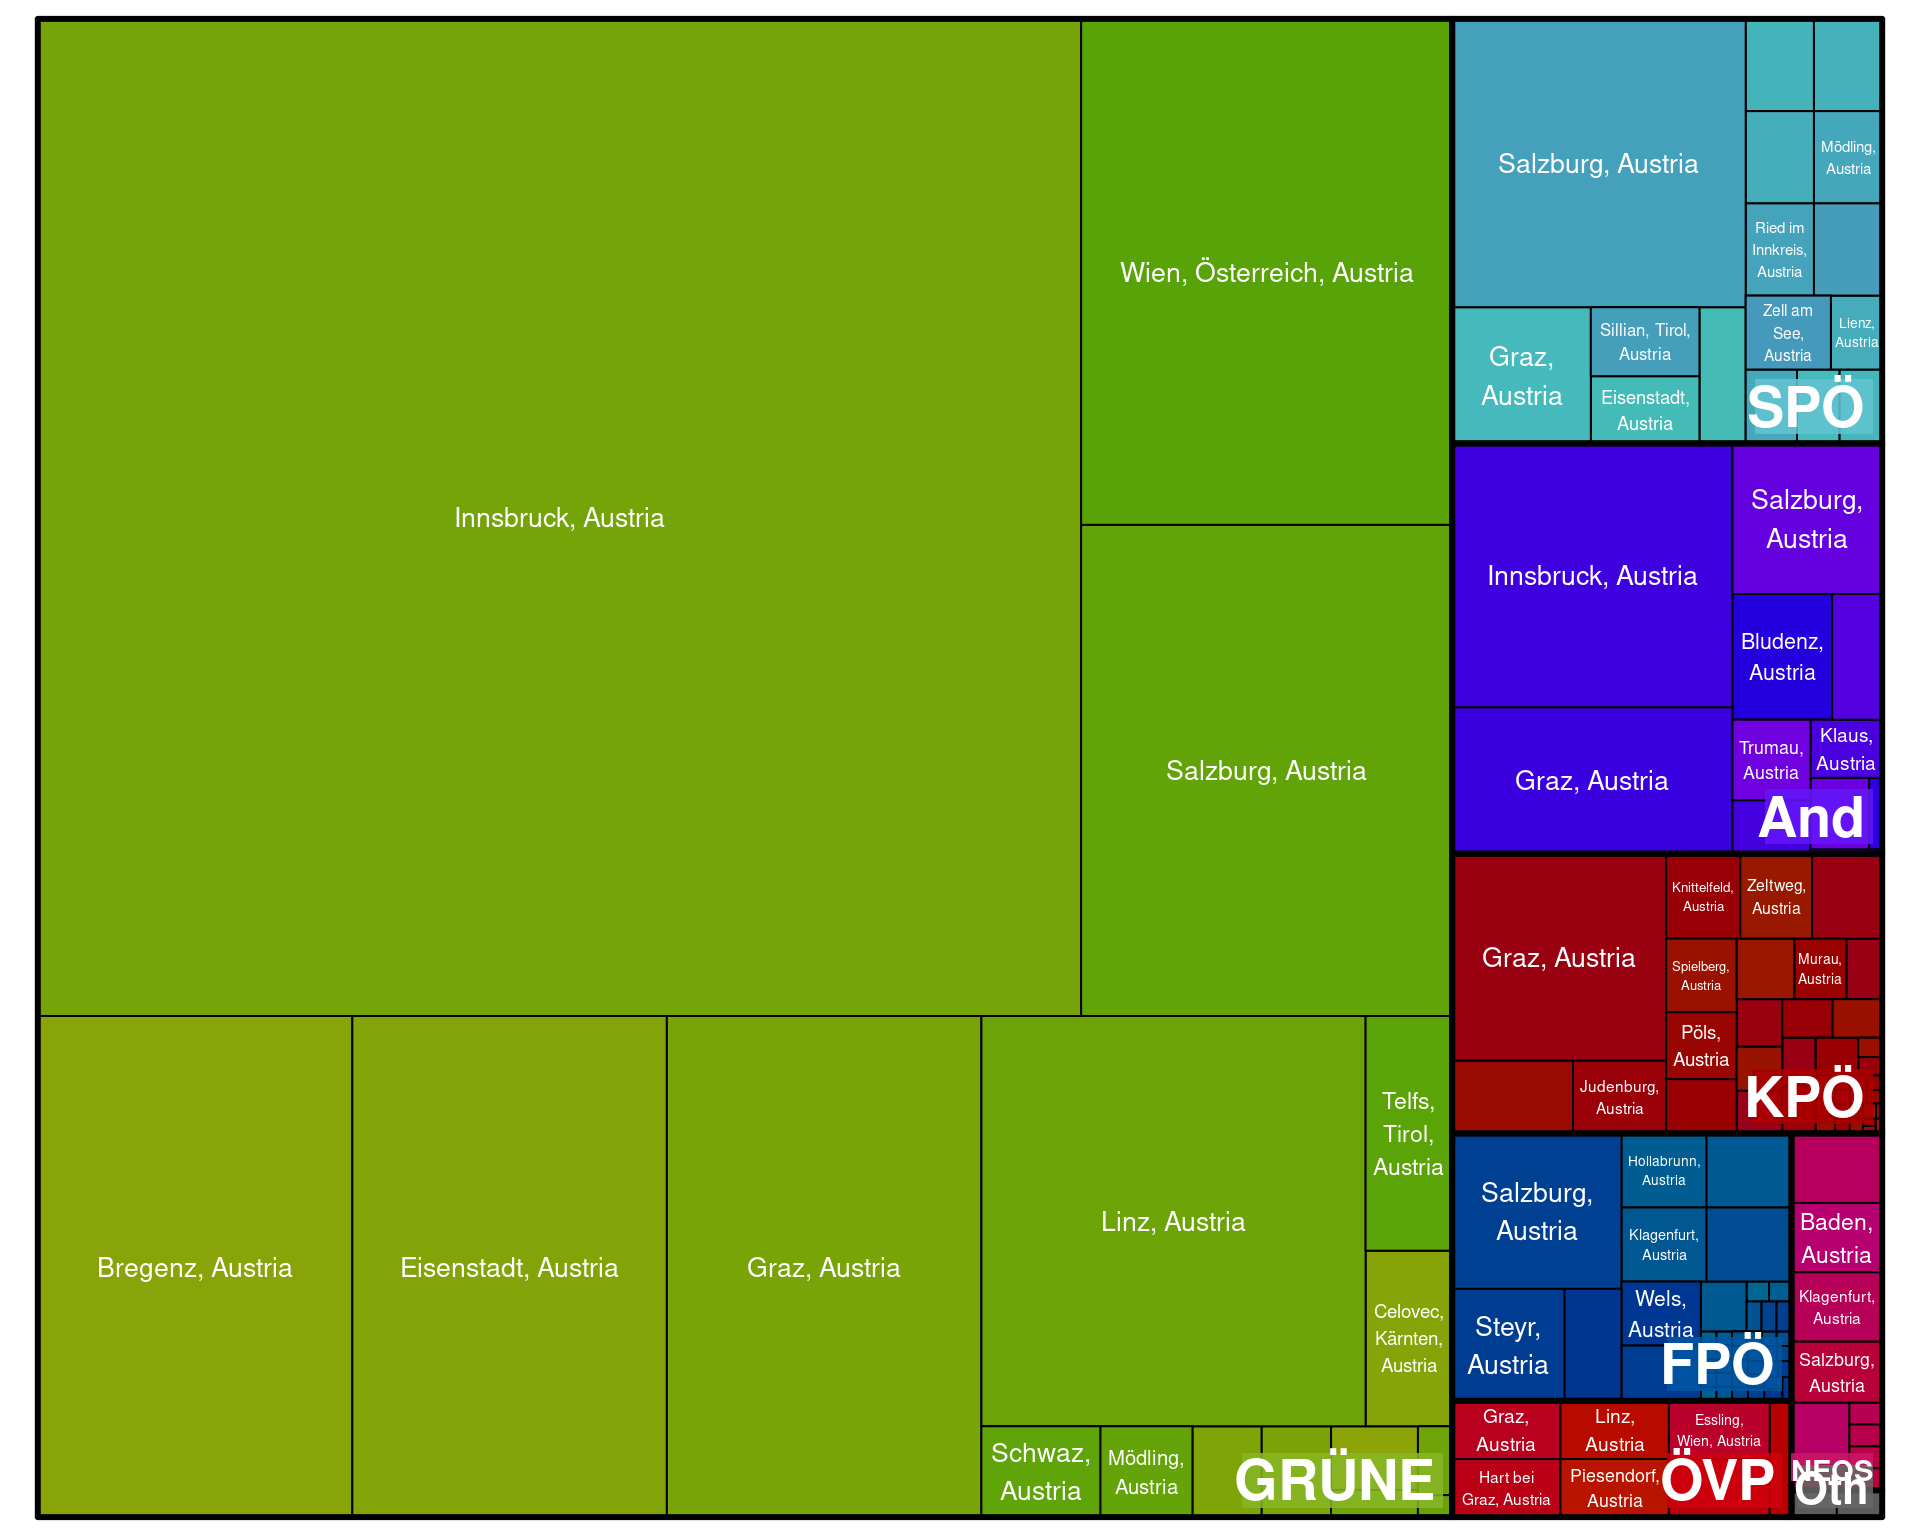 Innsbruck, Austria
Wien, Österreich, Austria
Salzburg, Austria
Bregenz, Austria
Eisenstadt, Austria
Graz, Austria
Linz, Austria
Telfs,
Tirol,
Austria
Celovec,
Kärnten,
Austria
Schwaz,
Austria
Mödling,
Austria
GRÜNE
Salzburg, Austria
Mödling,
Austria
Ried im
Innkreis,
Austria
Zell am
See,
Austria
Lienz,
Austria
Graz,
Austria
Sillian, Tirol,
Austria
Eisenstadt,
Austria
SPÖ
Innsbruck, Austria
Salzburg,
Austria
Bludenz,
Austria
Graz, Austria
Trumau,
Austria
Klaus,
Austria
And
Graz, Austria
Knittelfeld,
Austria
Zeltweg,
Austria
Spielberg,
Austria
Murau,
Austria
Pöls,
Austria
Judenburg,
Austria
KPÖ
Salzburg,
Austria
Hollabrunn,
Austria
Klagenfurt,
Austria
Steyr,
Austria
Wels,
Austria
FPÖ
Baden,
Austria
Klagenfurt,
Austria
Salzburg,
Austria
NEOS
Oth
Graz,
Austria
Linz,
Austria
Essling,
Wien, Austria
Hart bei
Graz, Austria
Piesendorf,
Austria
ÖVP